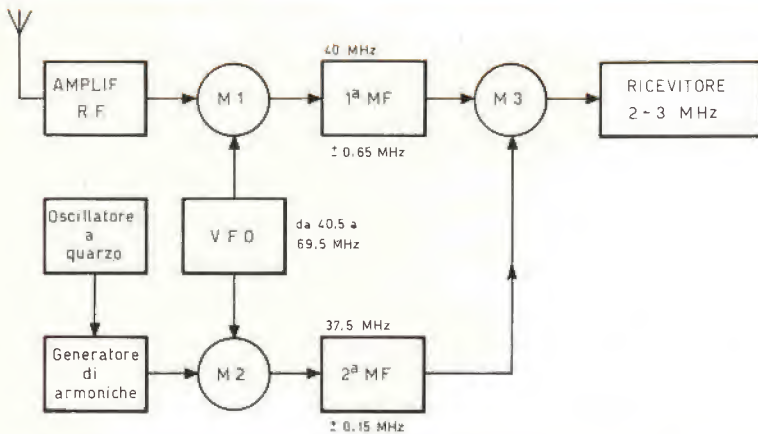 40 MHz
AMPLIF
R F
M 1
1ª MF
M 3
RICEVITORE
2-3 MHz
± 0.65 MHz
Oscillatore
a
quarzo
V F O
da 40.5 a
69.5 MHz
37.5 MHz
Generatore
di
armoniche
M 2
2ª MF
± 0.15 MHz